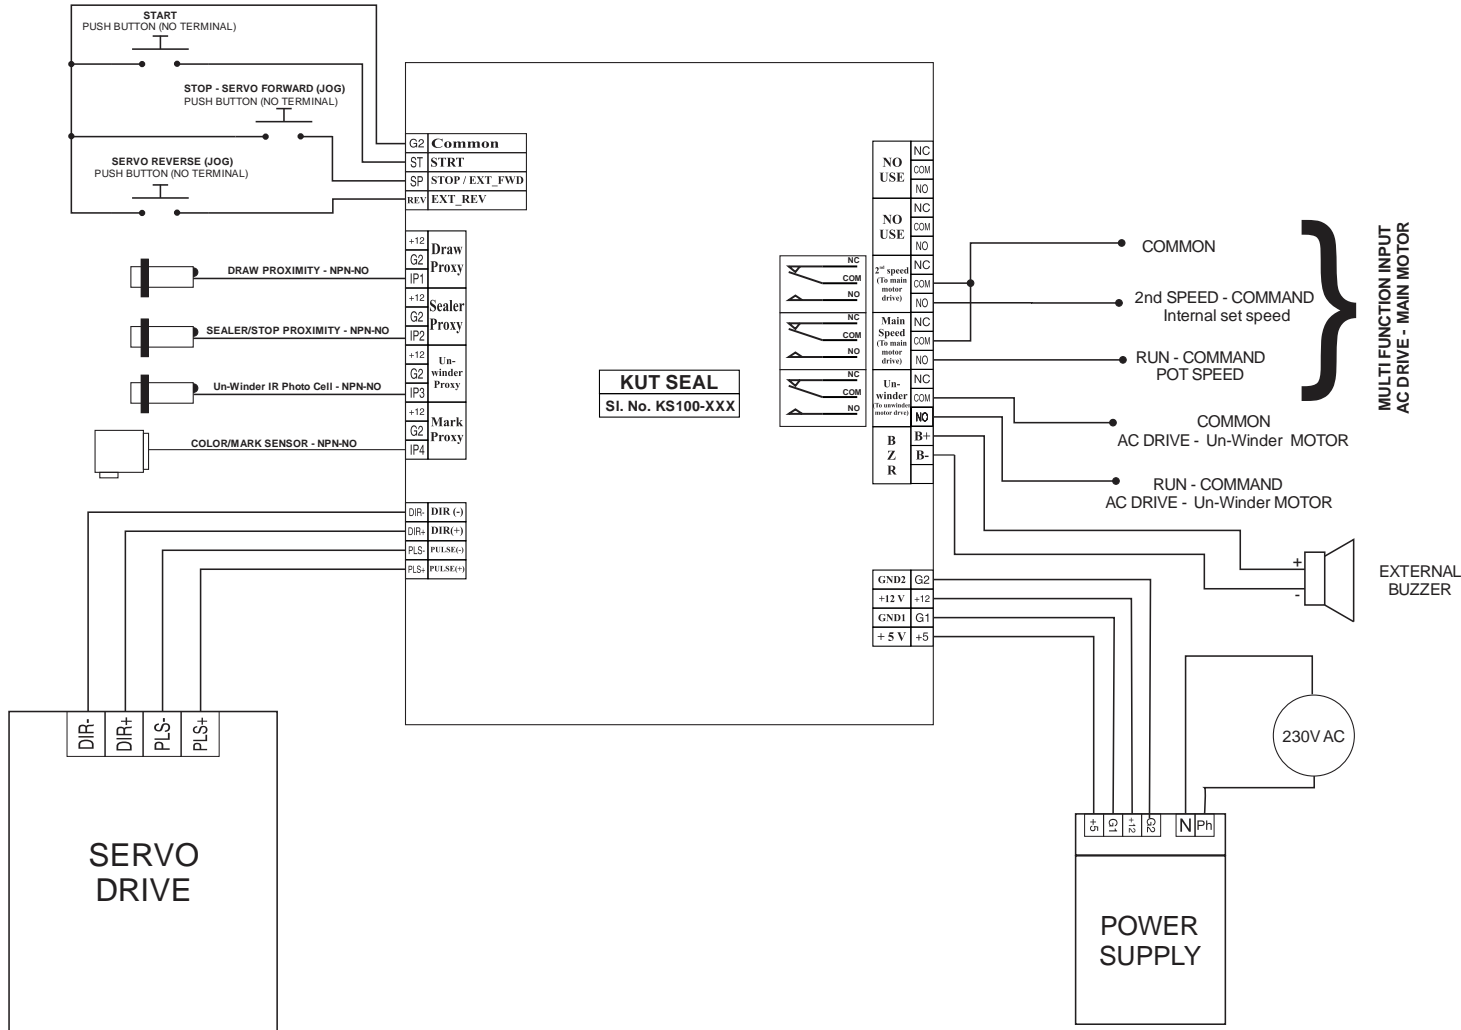 START
PUSH BUTTON (NO TERMINAL)
STOP - SERVO FORWARD (JOG)
PUSH BUTTON (NO TERMINAL)
SERVO REVERSE (JOG)
PUSH BUTTON (NO TERMINAL)
G2 Common
ST STRT
SP STOP / EXT_FWD
REV EXT_REV
+12
G2
IP1
Draw
Proxy
DRAW PROXIMITY - NPN-NO
+12
G2
IP2
Sealer
Proxy
SEALER/STOP PROXIMITY - NPN-NO
+12
G2
IP3
Un-
winder
Proxy
Un-Winder IR Photo Cell - NPN-NO
+12
G2
IP4
Mark
Proxy
COLOR/MARK SENSOR - NPN-NO
DIR- DIR (-)
DIR+ DIR(+)
PLS- PULSE(-)
PLS+ PULSE(+)
DIR-
DIR+
PLS-
PLS+
SERVO
DRIVE
KUT SEAL
SI. No. KS100-XXX
NO
USE
NC
COM
NO
NO
USE
NC
COM
NO
NC
COM
NO
2nd speed
(To main
motor
drive)
NC
COM
NO
NC
COM
NO
Main
Speed
(To main
motor
drive)
NC
COM
NO
NC
COM
NO
Un-
winder
(To unwinder
motor drve)
NC
COM
NO
B
Z
R
B+
B-
GND2 G2
+12 V +12
GND1 G1
+ 5 V +5
COMMON
2nd SPEED - COMMAND
Internal set speed
RUN - COMMAND
POT SPEED
MULTI FUNCTION INPUT
AC DRIVE - MAIN MOTOR
COMMON
AC DRIVE - Un-Winder MOTOR
RUN - COMMAND
AC DRIVE - Un-Winder MOTOR
+
-
EXTERNAL
BUZZER
230V AC
+5
G1
+12
G2
N
Ph
POWER
SUPPLY